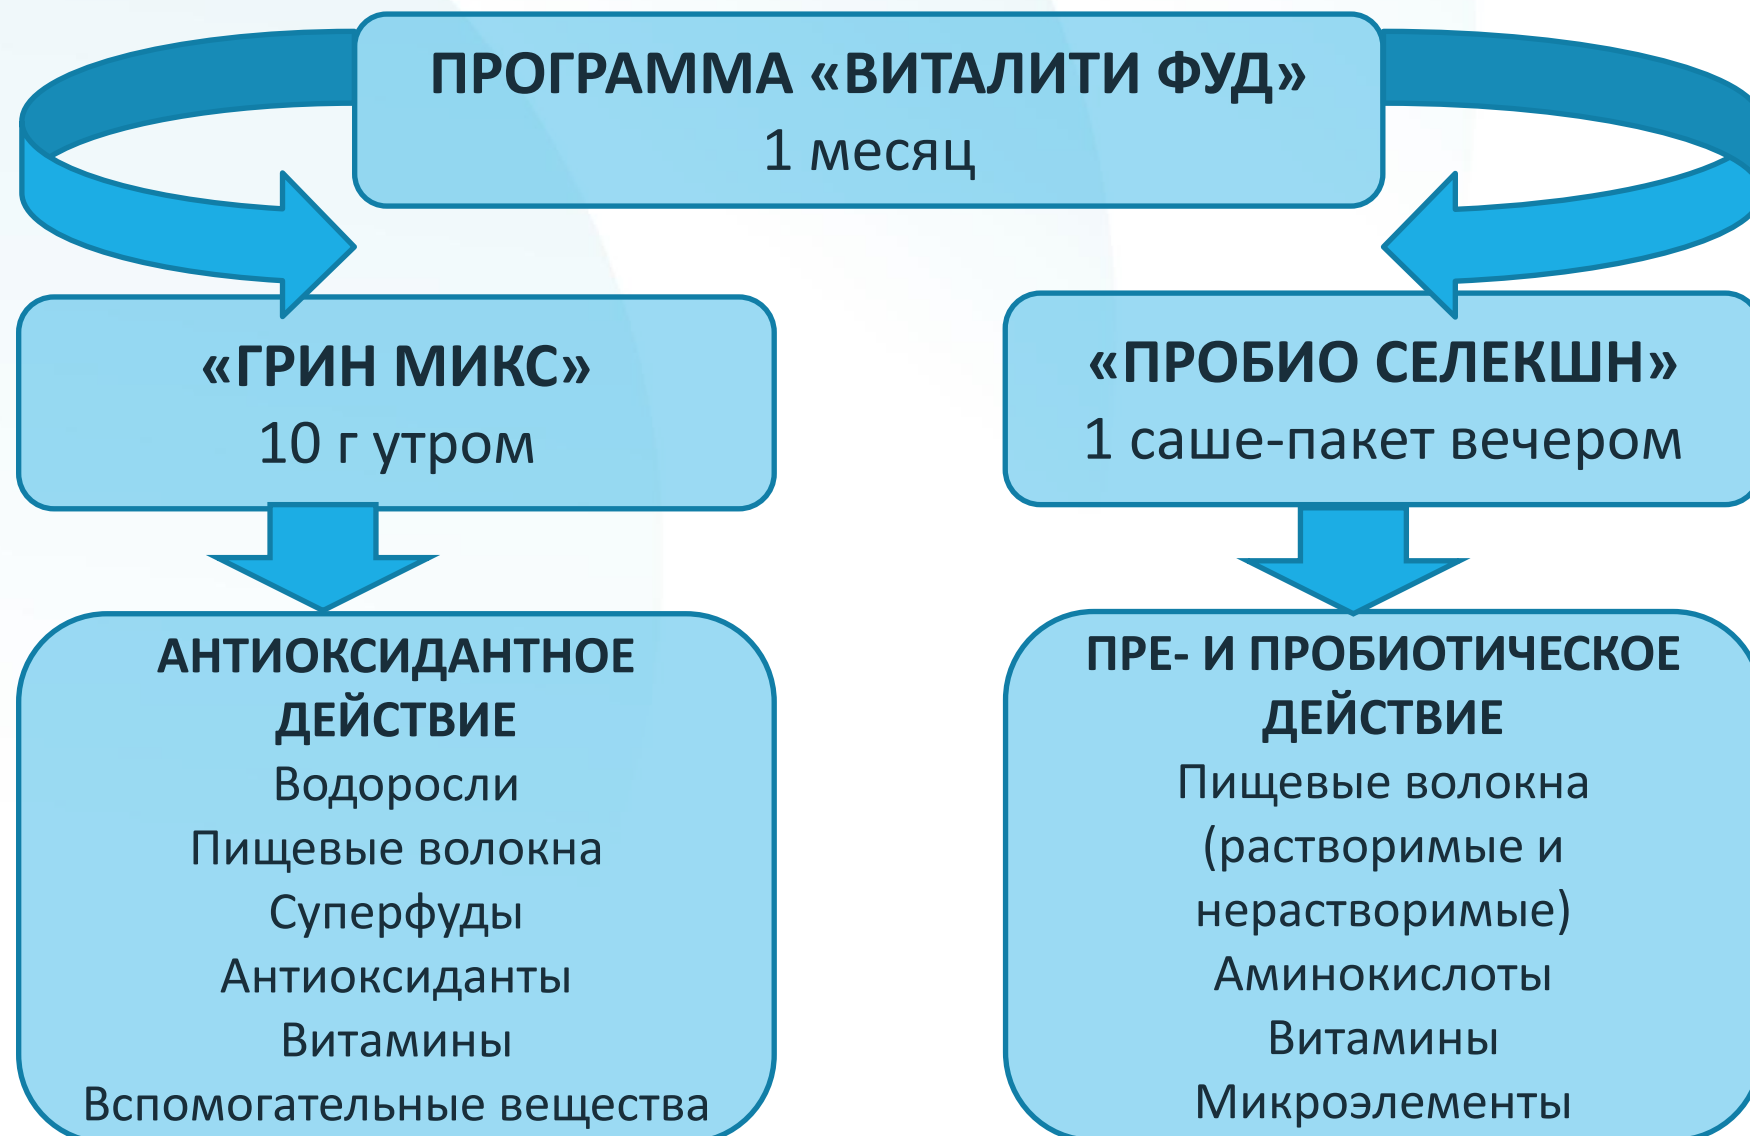 ПРОГРАММА «ВИТАЛИТИ ФУД»
1 месяц
«ГРИН МИКС»
10 г утром
«ПРОБИО СЕЛЕКШН»
1 саше-пакет вечером
АНТИОКСИДАНТНОЕ
ДЕЙСТВИЕ
Водоросли
Пищевые волокна
Суперфуды
Антиоксиданты
Витамины
Вспомогательные вещества
ПРЕ- И ПРОБИОТИЧЕСКОЕ
ДЕЙСТВИЕ
Пищевые волокна
(растворимые и
нерастворимые)
Аминокислоты
Витамины
Микроэлементы